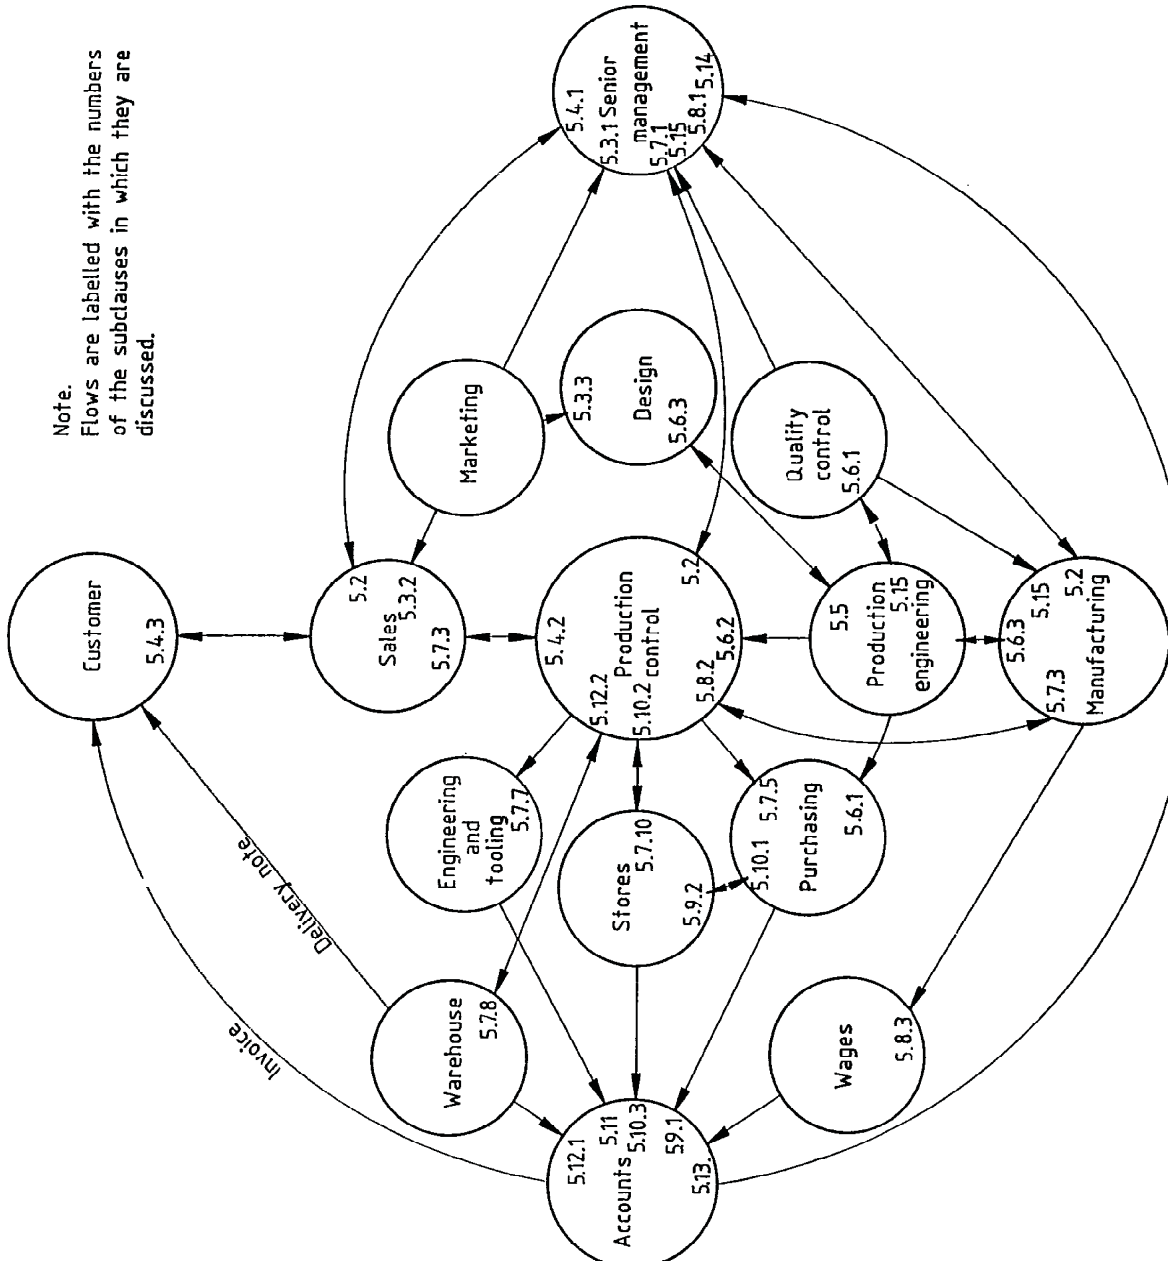 Note.
Flows are labelled with the numbers
of the subclauses in which they are
discussed.
Customer
5.4.3
Invoice
Delivery note
Sales
5.2
5.3.2
5.7.3
Marketing
5.4.1
5.3.1 Senior
management
5.7.1
5.15
5.8.1
5.14
Warehouse
5.7.8
Engineering
and
tooling
5.7.7
Production
control
5.4.2
5.12.2
5.10.2
5.2
5.8.2
5.6.2
Design
5.3.3
5.6.3
Accounts
5.12.1
5.11
5.10.3
5.9.1
5.13.
Stores
5.7.10
5.9.2
Purchasing
5.10.1
5.7.5
5.6.1
Production
engineering
5.5
5.15
Quality
control
5.6.1
Wages
5.8.3
Manufacturing
5.7.3
5.6.3
5.15
5.2